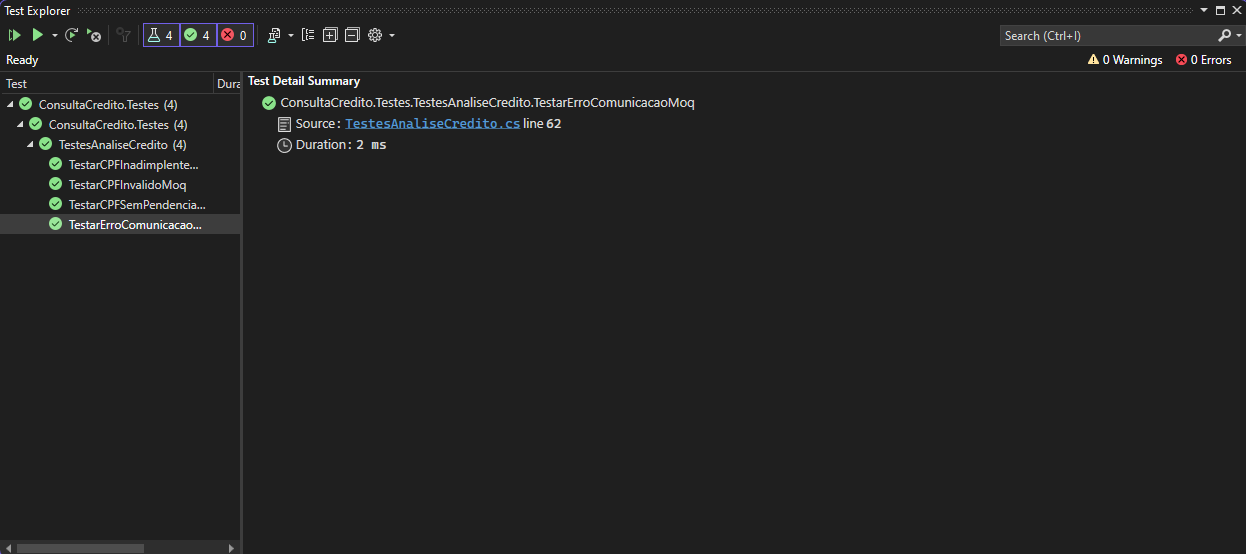 Test Explorer
4 4 0
Search (Ctrl+I)
Ready
0 Warnings 0 Errors
Test Dura
ConsultaCredito.Testes (4)
ConsultaCredito.Testes (4)
TestesAnaliseCredito (4)
TestarCPFInadimplente...
TestarCPFInvalidoMoq
TestarCPFSemPendencia...
TestarErroComunicacao...
Test Detail Summary
ConsultaCredito.Testes.TestesAnaliseCredito.TestarErroComunicacaoMoq
Source: TestesAnaliseCredito.cs line 62
Duration: 2 ms